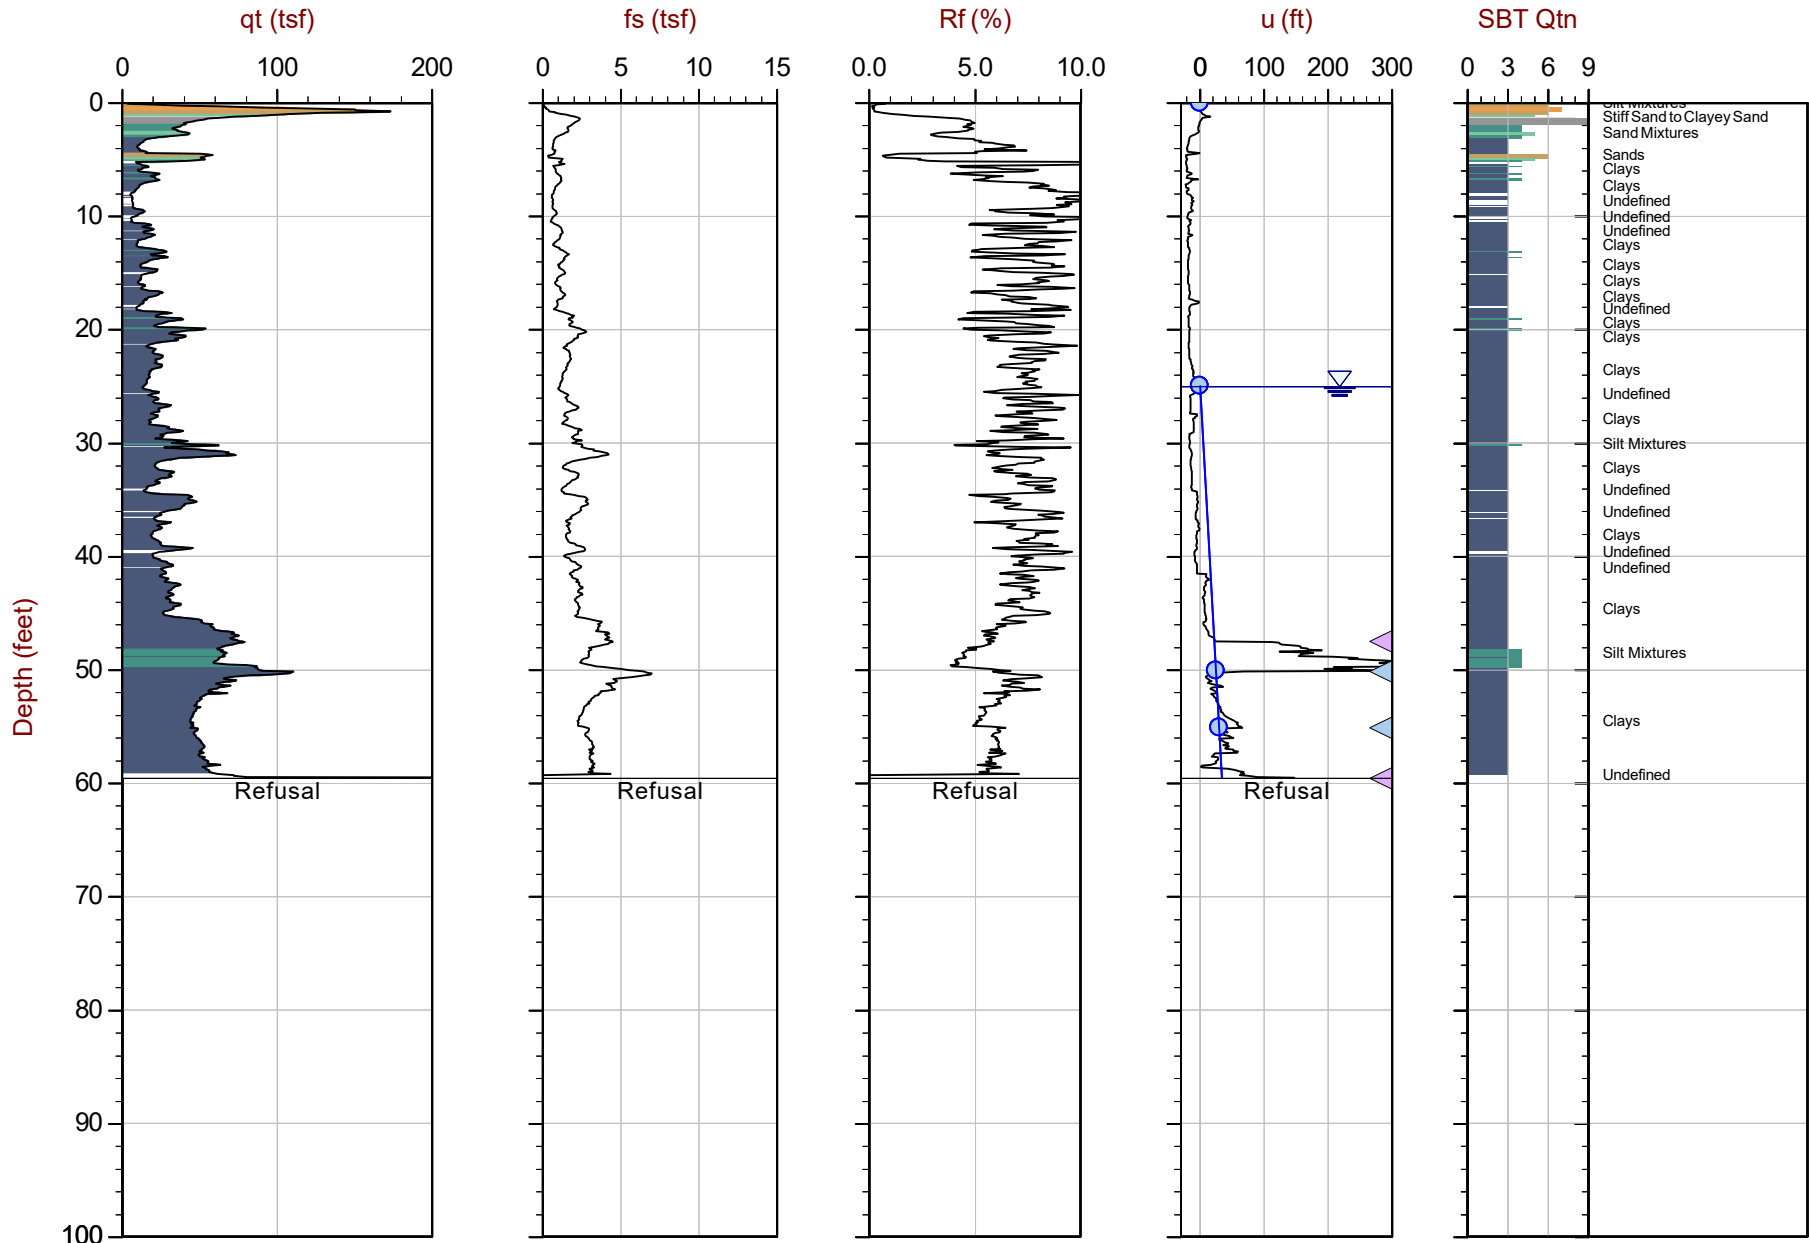 qt (tsf)
fs (tsf)
Rf (%)
u (ft)
SBT Qtn
0 100 200
0 5 10 15
0.0 5.0 10.0
0 100 200 300
0 3 6 9
0
10
20
30
40
50
60
70
80
90
100
Depth (feet)
Silt Mixtures
Stiff Sand to Clayey Sand
Sand Mixtures
Sands
Clays
Clays
Undefined
Undefined
Undefined
Clays
Clays
Clays
Clays
Undefined
Clays
Clays
Clays
Undefined
Clays
Silt Mixtures
Clays
Undefined
Undefined
Clays
Undefined
Undefined
Clays
Silt Mixtures
Clays
Undefined
Refusal
Refusal
Refusal
Refusal